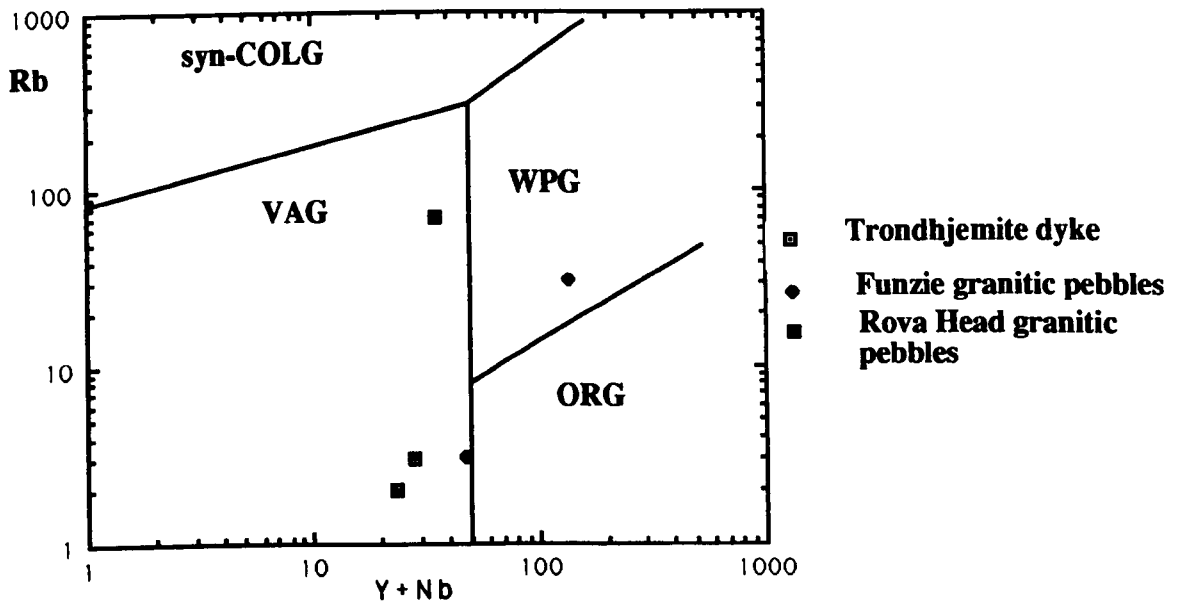 1000
syn-COLG
Rb
WPG
100
VAG
Trondhjemite dyke
Funzie granitic pebbles
Rova Head granitic
pebbles
10
ORG
1
1
10
100
1000
Y + Nb